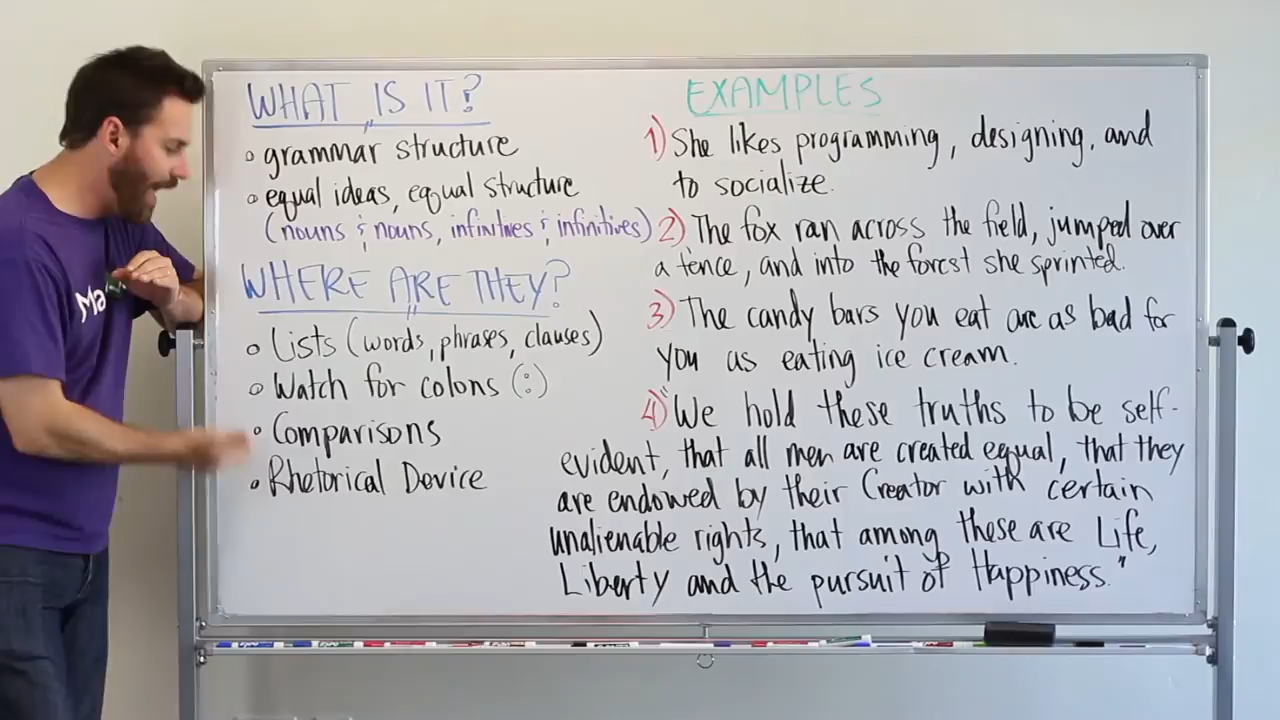 WHAT IS IT?
◦ grammar structure
◦ equal ideas, equal structure
(nouns & nouns, infinitives & infinitives)
WHERE ARE THEY?
◦ Lists (words, phrases, clauses)
◦ Watch for colons (:)
◦ Comparisons
◦ Rhetorical Device
EXAMPLES
1) She likes programming, designing, and
to socialize.
2) The fox ran across the field, jumped over
a fence, and into the forest she sprinted.
3) The candy bars you eat are as bad for
you as eating ice cream.
4) "We hold these truths to be self-
evident, that all men are created equal, that they
are endowed by their Creator with certain
unalienable rights, that among these are Life,
Liberty and the pursuit of Happiness."